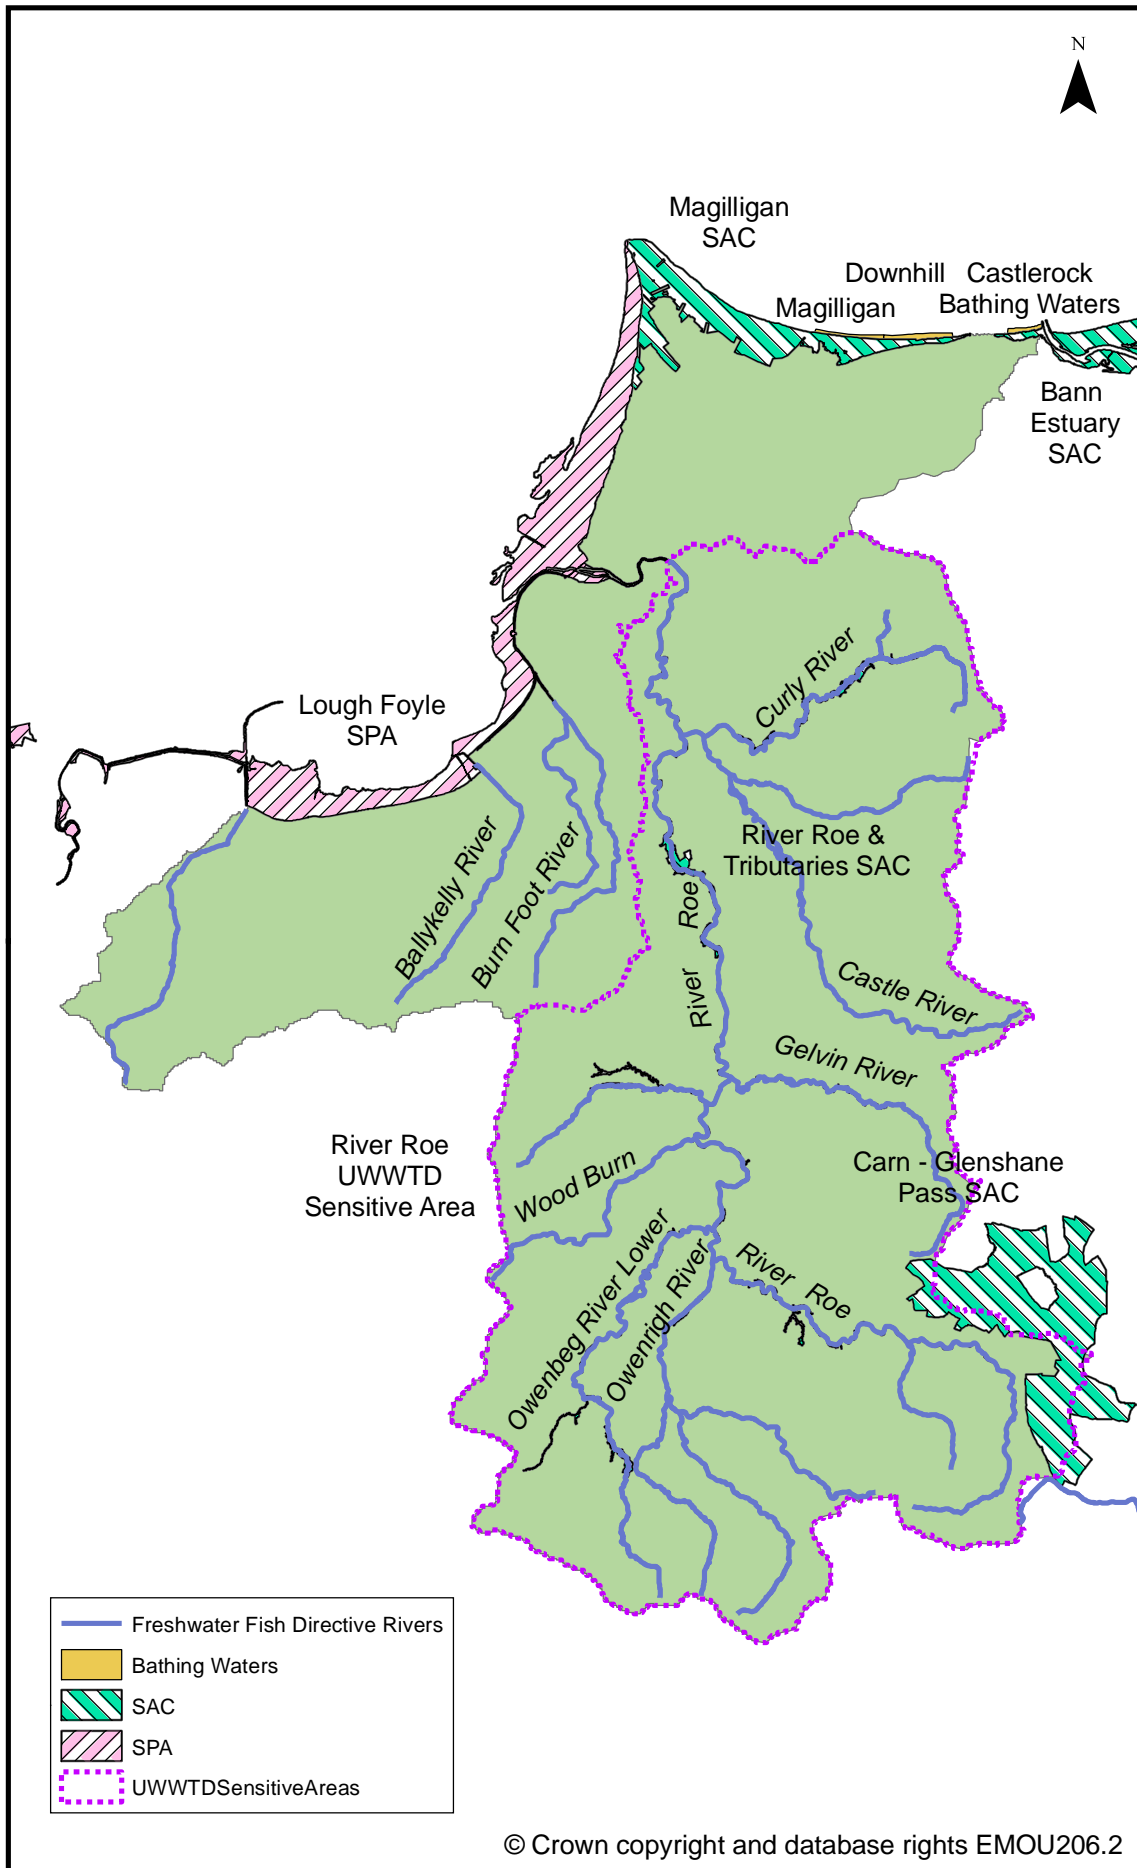 N
Magilligan
SAC
Downhill
Castlerock
Magilligan
Bathing Waters
Bann
Estuary
SAC
Curly River
Lough Foyle
SPA
River Roe &
Tributaries SAC
Ballykelly River
Burn Foot River
River Roe
Castle River
Gelvin River
River Roe
UWWTD
Sensitive Area
Wood Burn
Carn - Glenshane
Pass SAC
Owenbeg River Lower
Owenrigh River
River Roe
Freshwater Fish Directive Rivers
Bathing Waters
SAC
SPA
UWWTDSensitiveAreas
© Crown copyright and database rights EMOU206.2